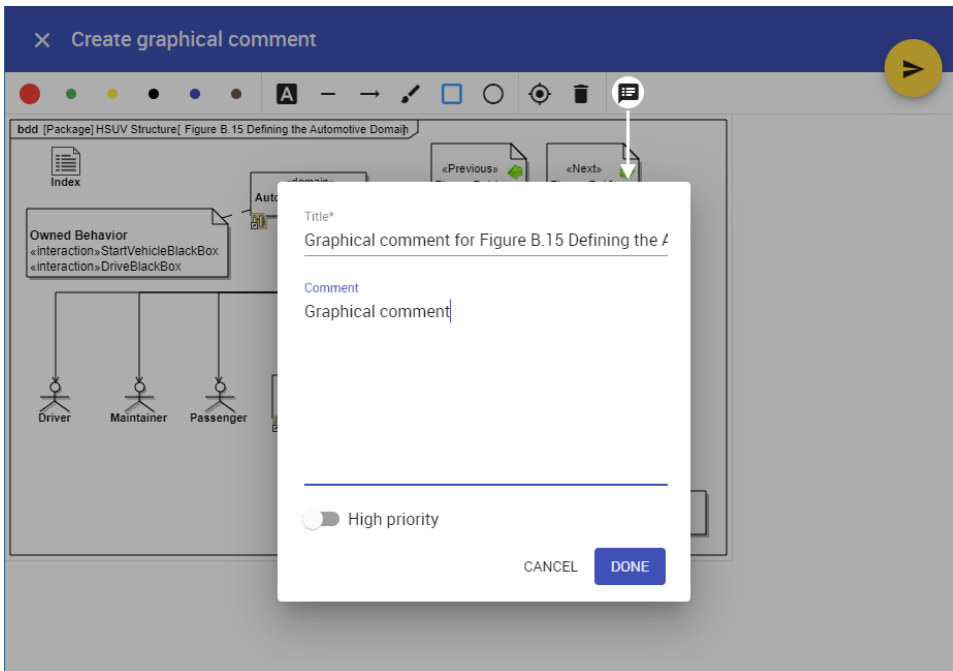 Create graphical comment
A
bdd [Package] HSUV Structure[ Figure B.15 Defining the Automotive Domain
Index
«Previous»
«Next»
«domain»
Owned Behavior
«interaction»StartVehicleBlackBox
«interaction»DriveBlackBox
Driver
Maintainer
Passenger
Title*
Graphical comment for Figure B.15 Defining the A
Comment
Graphical comment
High priority
CANCEL
DONE